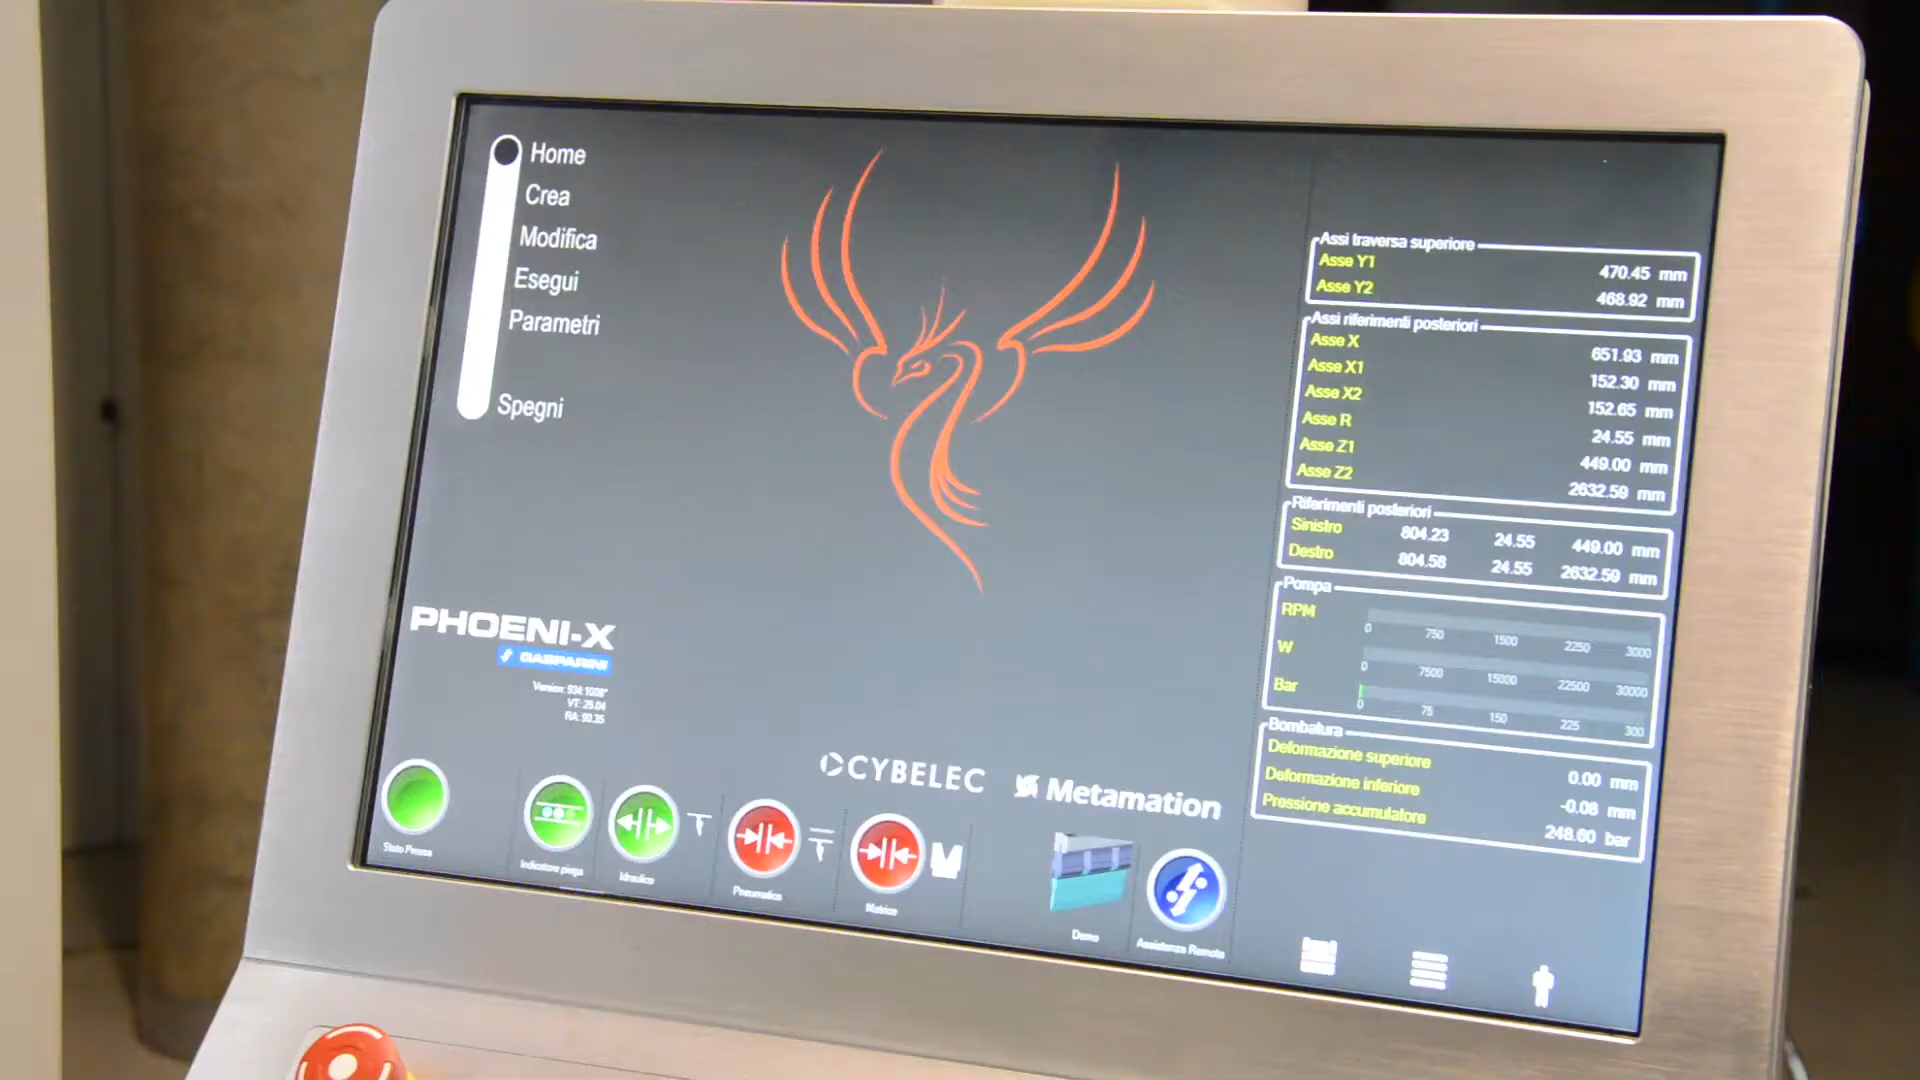 Home
Crea
Modifica
Esegui
Parametri
Spegni
PHOENI-X
GASPARINI
Version: 934:1008*
VT: 25.04
RA: 90.35
CYBELEC
Metamation
Stato Pressa
Indicatore piega
Idraulico
Pneumatico
Matrice
Demo
Assistenza Remota
Assi traversa superiore
Asse Y1 470.45 mm
Asse Y2 468.92 mm
Assi riferimenti posteriori
Asse X 651.93 mm
Asse X1 152.30 mm
Asse X2 152.65 mm
Asse R 24.55 mm
Asse Z1 449.00 mm
Asse Z2 2632.59 mm
Riferimenti posteriori
Sinistro 804.23 24.55 449.00 mm
Destro 804.58 24.55 2632.59 mm
Pompa
RPM
0 750 1500 2250 3000
W
0 7500 15000 22500 30000
Bar
0 75 150 225 300
Bombatura
Deformazione superiore 0.00 mm
Deformazione inferiore -0.08 mm
Pressione accumulatore 248.60 bar